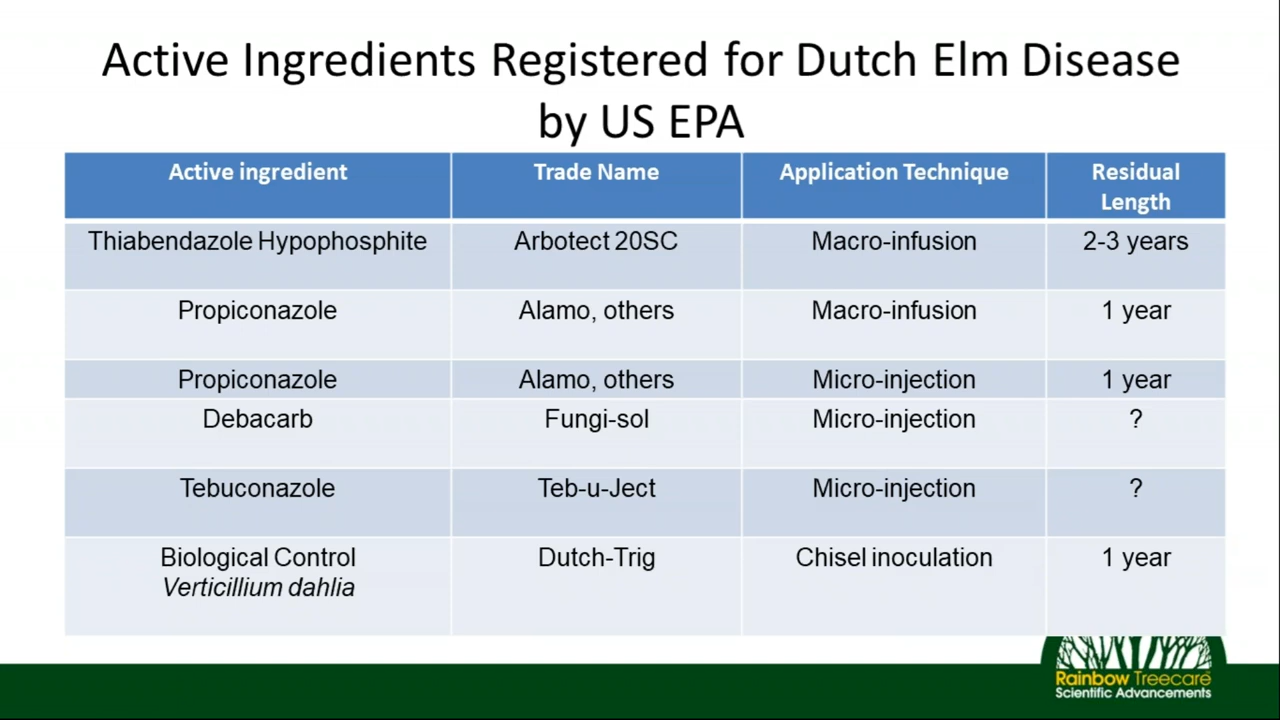 Active Ingredients Registered for Dutch Elm Disease
by US EPA
Active ingredient Trade Name Application Technique Residual
Length
Thiabendazole Hypophosphite Arbotect 20SC Macro-infusion 2-3 years
Propiconazole Alamo, others Macro-infusion 1 year
Propiconazole Alamo, others Micro-injection 1 year
Debacarb Fungi-sol Micro-injection ?
Tebuconazole Teb-u-Ject Micro-injection ?
Biological Control Dutch-Trig Chisel inoculation 1 year
Verticillium dahlia
Rainbow Treecare
Scientific Advancements